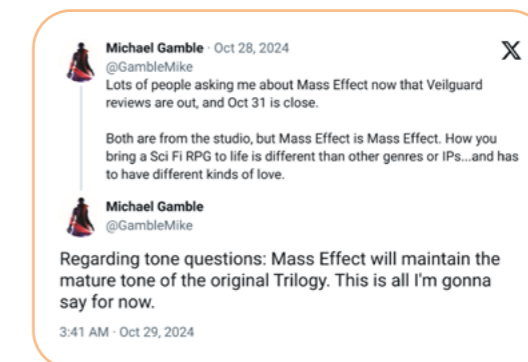 Michael Gamble · Oct 28, 2024
@GambleMike
Lots of people asking me about Mass Effect now that Veilguard
reviews are out, and Oct 31 is close.
Both are from the studio, but Mass Effect is Mass Effect. How you
bring a Sci Fi RPG to life is different than other genres or IPs...and has
to have different kinds of love.
Michael Gamble
@GambleMike
Regarding tone questions: Mass Effect will maintain the
mature tone of the original Trilogy. This is all I'm gonna
say for now.
3:41 AM · Oct 29, 2024